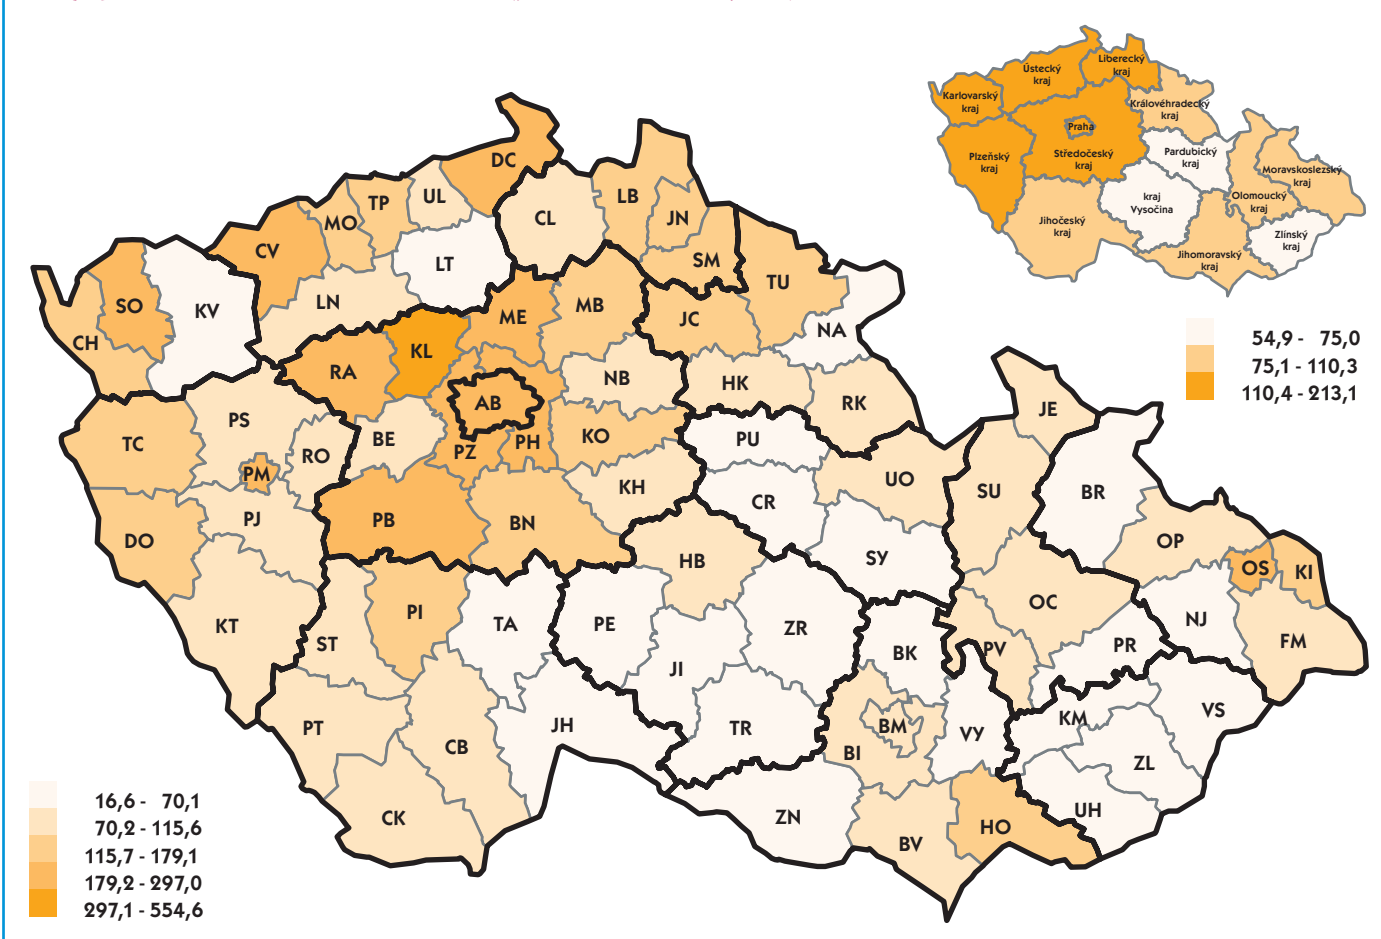 Ústecký
kraj
Liberecký
kraj
Karlovarský
kraj
Královéhradecký
kraj
Praha
Plzeňský
kraj
Středočeský
kraj
Pardubický
kraj
Moravskoslezský
kraj
kraj
Vysočina
Olomoucký
kraj
Jihočeský
kraj
Zlínský
kraj
Jihomoravský
kraj
54,9 - 75,0
75,1 - 110,3
110,4 - 213,1
DC
UL
TP
MO
CV
CL
LB
JN
SM
LT
LN
SO
KV
CH
TU
ME
MB
JC
NA
KL
RA
NB
HK
RK
AB
PS
BE
TC
RO
PM
PZ
PH
KO
PU
JE
KH
UO
SU
BR
CR
PJ
PB
BN
DO
OP
HB
SY
OS
KI
OC
PI
KT
ST
TA
PE
ZR
NJ
FM
JI
BK
PV
PR
PT
JH
TR
BM
VY
KM
VS
CB
BI
ZL
CK
ZN
BV
HO
UH
16,6 - 70,1
70,2 - 115,6
115,7 - 179,1
179,2 - 297,0
297,1 - 554,6